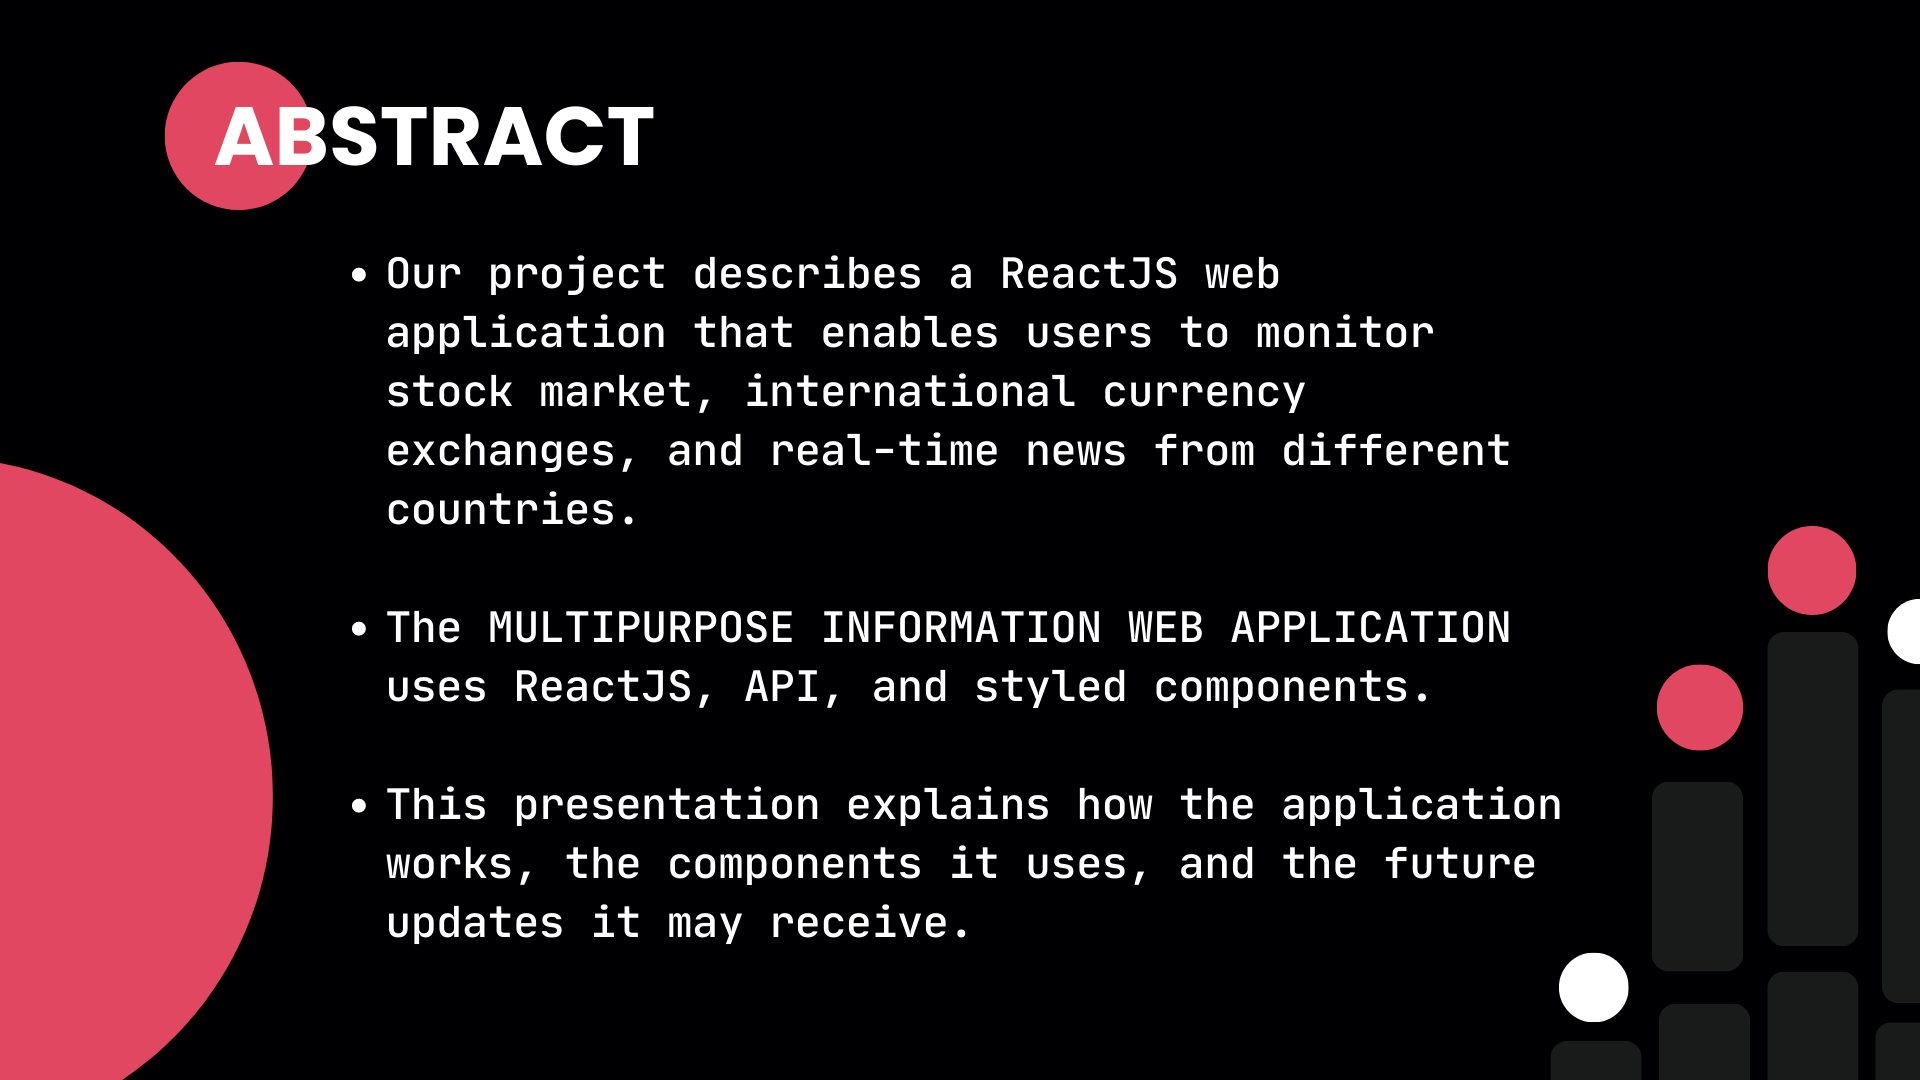 ABSTRACT
• Our project describes a ReactJS web
application that enables users to monitor
stock market, international currency
exchanges, and real-time news from different
countries.
• The MULTIPURPOSE INFORMATION WEB APPLICATION
uses ReactJS, API, and styled components.
• This presentation explains how the application
works, the components it uses, and the future
updates it may receive.